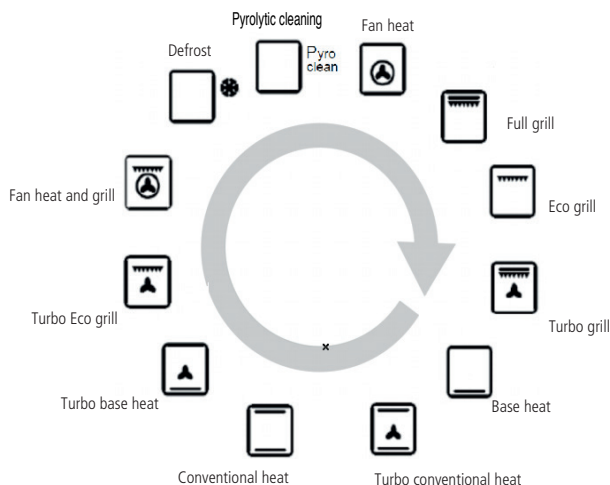 Pyrolytic cleaning
Pyro
clean
Fan heat
Full grill
Eco grill
Turbo grill
Base heat
Turbo conventional heat
Conventional heat
Turbo base heat
Turbo Eco grill
Fan heat and grill
Defrost